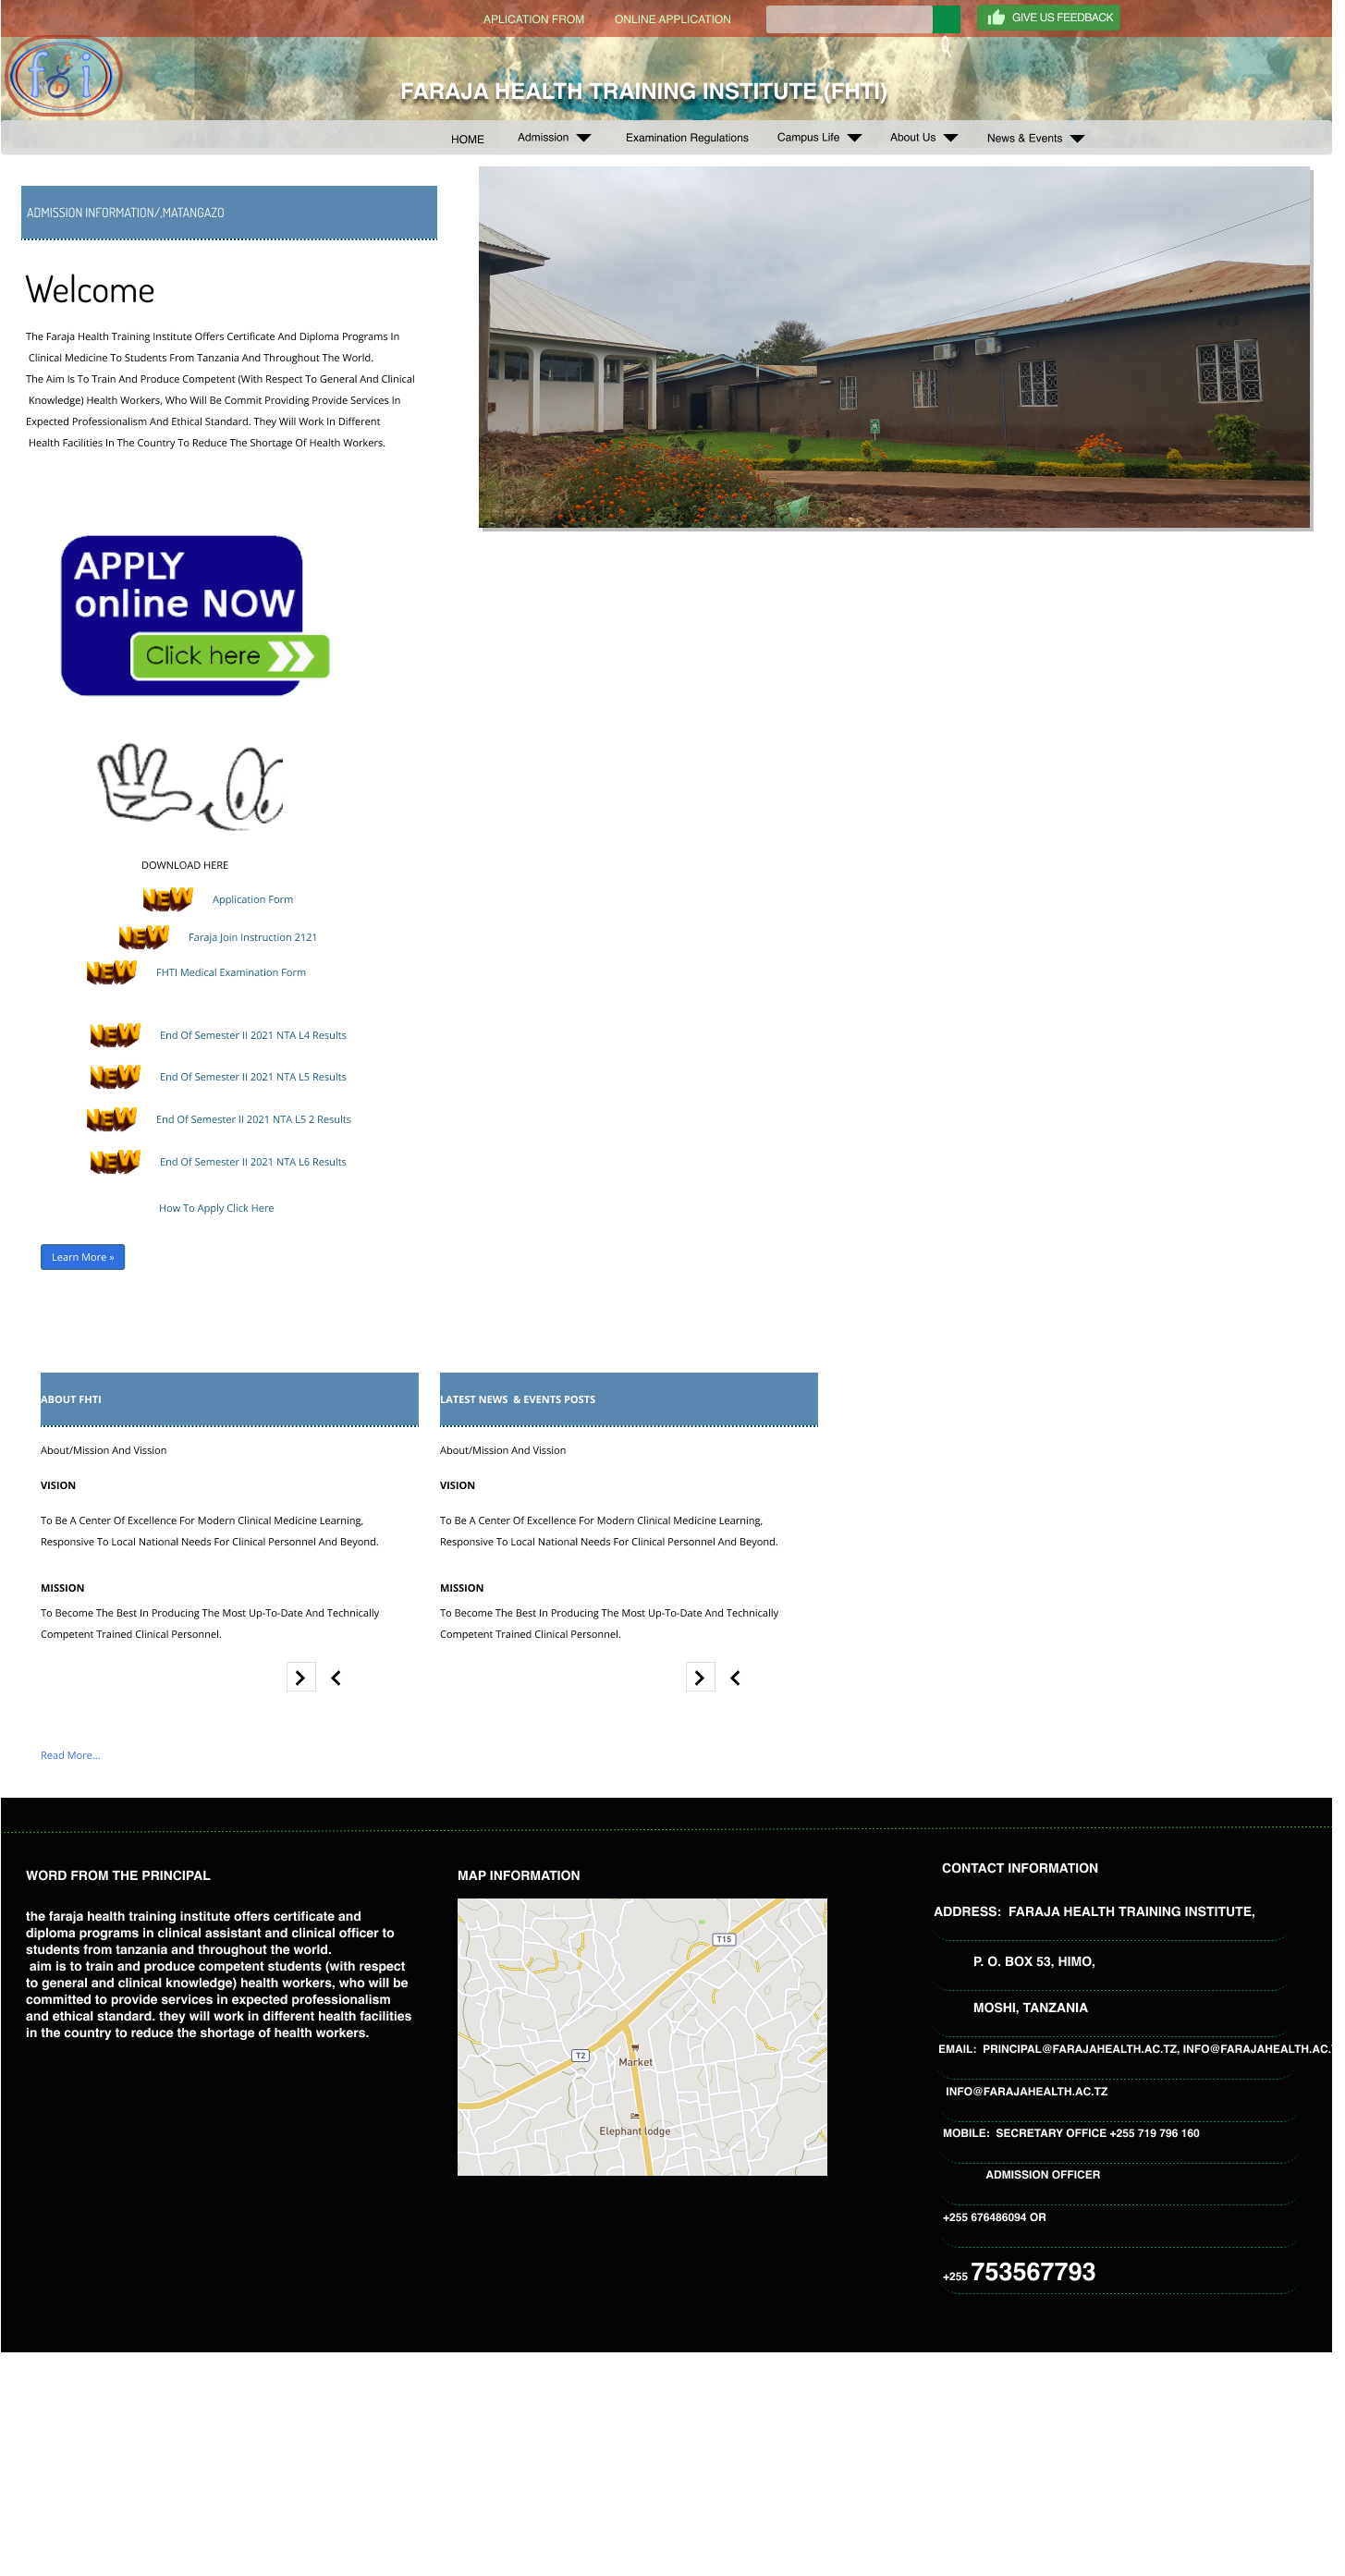 APLICATION FROM
ONLINE APPLICATION
GIVE US FEEDBACK
fhti
FARAJA HEALTH TRAINING INSTITUTE (FHTI)
HOME
Admission
Examination Regulations
Campus Life
About Us
News & Events
ADMISSION INFORMATION/,MATANGAZO
Welcome
The Faraja Health Training Institute Offers Certificate And Diploma Programs In
Clinical Medicine To Students From Tanzania And Throughout The World.
The Aim Is To Train And Produce Competent (With Respect To General And Clinical
Knowledge) Health Workers, Who Will Be Commit Providing Provide Services In
Expected Professionalism And Ethical Standard. They Will Work In Different
Health Facilities In The Country To Reduce The Shortage Of Health Workers.
APPLY
online NOW
Click here
DOWNLOAD HERE
NEW Application Form
NEW Faraja Join Instruction 2121
NEW FHTI Medical Examination Form
NEW End Of Semester II 2021 NTA L4 Results
NEW End Of Semester II 2021 NTA L5 Results
NEW End Of Semester II 2021 NTA L5 2 Results
NEW End Of Semester II 2021 NTA L6 Results
How To Apply Click Here
Learn More »
ABOUT FHTI
About/Mission And Vission
VISION
To Be A Center Of Excellence For Modern Clinical Medicine Learning,
Responsive To Local National Needs For Clinical Personnel And Beyond.
MISSION
To Become The Best In Producing The Most Up-To-Date And Technically
Competent Trained Clinical Personnel.
LATEST NEWS & EVENTS POSTS
About/Mission And Vission
VISION
To Be A Center Of Excellence For Modern Clinical Medicine Learning,
Responsive To Local National Needs For Clinical Personnel And Beyond.
MISSION
To Become The Best In Producing The Most Up-To-Date And Technically
Competent Trained Clinical Personnel.
Read More...
WORD FROM THE PRINCIPAL
the faraja health training institute offers certificate and
diploma programs in clinical assistant and clinical officer to
students from tanzania and throughout the world.
aim is to train and produce competent students (with respect
to general and clinical knowledge) health workers, who will be
committed to provide services in expected professionalism
and ethical standard. they will work in different health facilities
in the country to reduce the shortage of health workers.
MAP INFORMATION
T15
T2
Market
Elephant lodge
CONTACT INFORMATION
ADDRESS: FARAJA HEALTH TRAINING INSTITUTE,
P. O. BOX 53, HIMO,
MOSHI, TANZANIA
EMAIL: PRINCIPAL@FARAJAHEALTH.AC.TZ, INFO@FARAJAHEALTH.AC.
INFO@FARAJAHEALTH.AC.TZ
MOBILE: SECRETARY OFFICE +255 719 796 160
ADMISSION OFFICER
+255 676486094 OR
+255 753567793